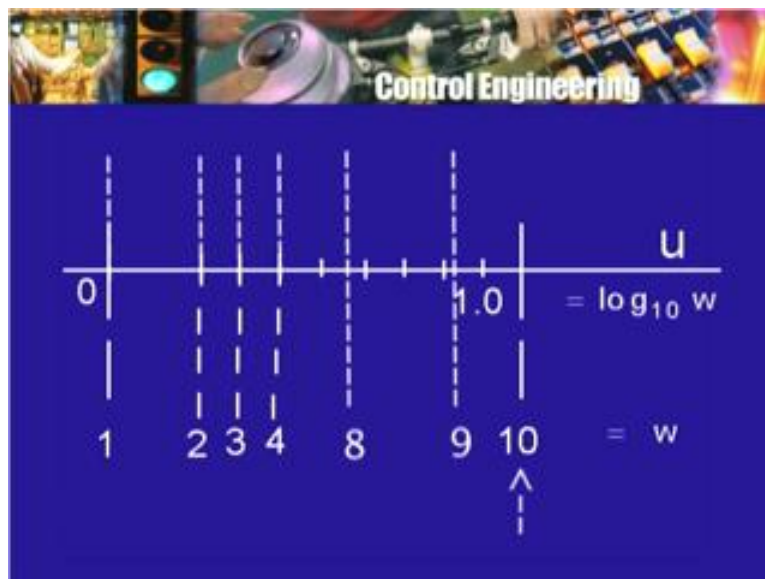 Control Engineering
u
0 1.0 = log₁₀ w
1 2 3 4 8 9 10 = w